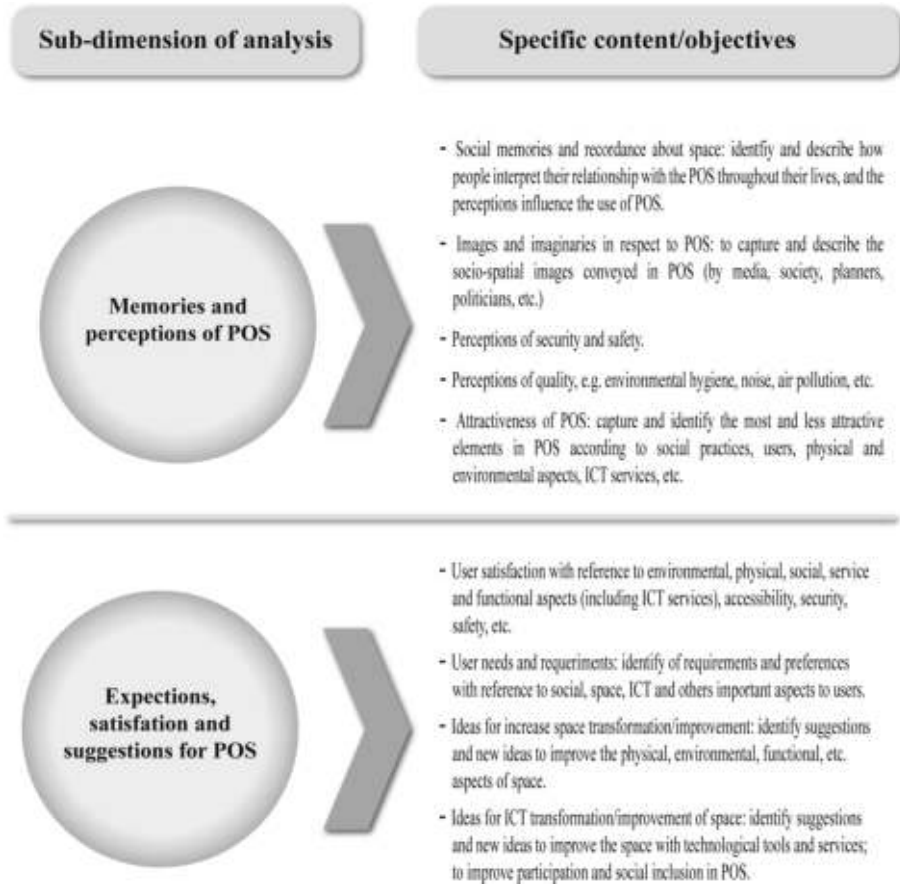 Sub-dimension of analysis
Specific content/objectives
Memories and
perceptions of POS
- Social memories and recordance about space: identfiy and describe how
people interpret their relationship with the POS throughout their lives, and the
perceptions influence the use of POS.
- Images and imaginaries in respect to POS: to capture and describe the
socio-spatial images conveyed in POS (by media, society, planners,
politicians, etc.)
- Perceptions of security and safety.
- Perceptions of quality, e.g. environmental hygiene, noise, air pollution, etc.
- Attractiveness of POS: capture and identify the most and less attractive
elements in POS according to social practices, users, physical and
environmental aspects, ICT services, etc.
Expections,
satisfation and
suggestions for POS
- User satisfaction with reference to environmental, physical, social, service
and functional aspects (including ICT services), accessibility, security,
safety, etc.
- User needs and requeriments: identify of requirements and preferences
with reference to social, space, ICT and others important aspects to users.
- Ideas for increase space transformation/improvement: identify suggestions
and new ideas to improve the physical, environmental, functional, etc.
aspects of space.
- Ideas for ICT transformation/improvement of space: identify suggestions
and new ideas to improve the space with technological tools and services;
to improve participation and social inclusion in POS.